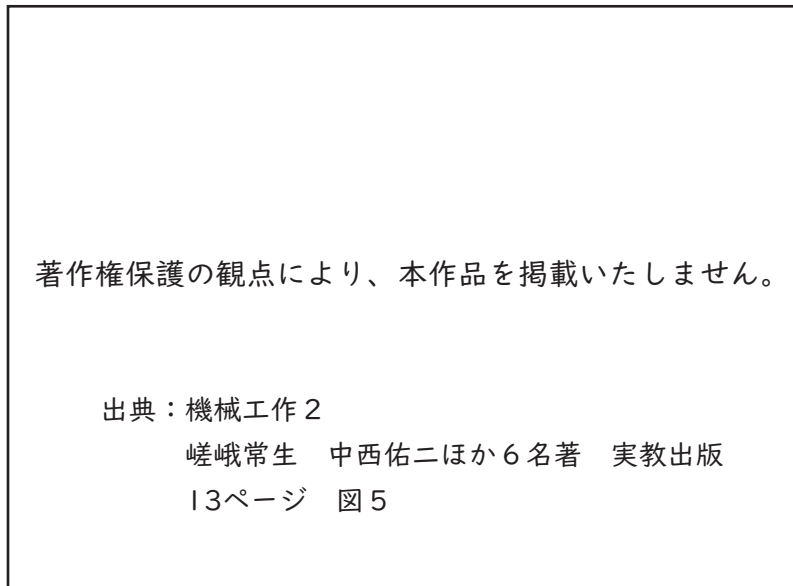 著作権保護の観点により、本作品を掲載いたしません。
出典：機械工作２
嵯峨常生　中西佑二ほか６名著　実教出版
13ページ　図５